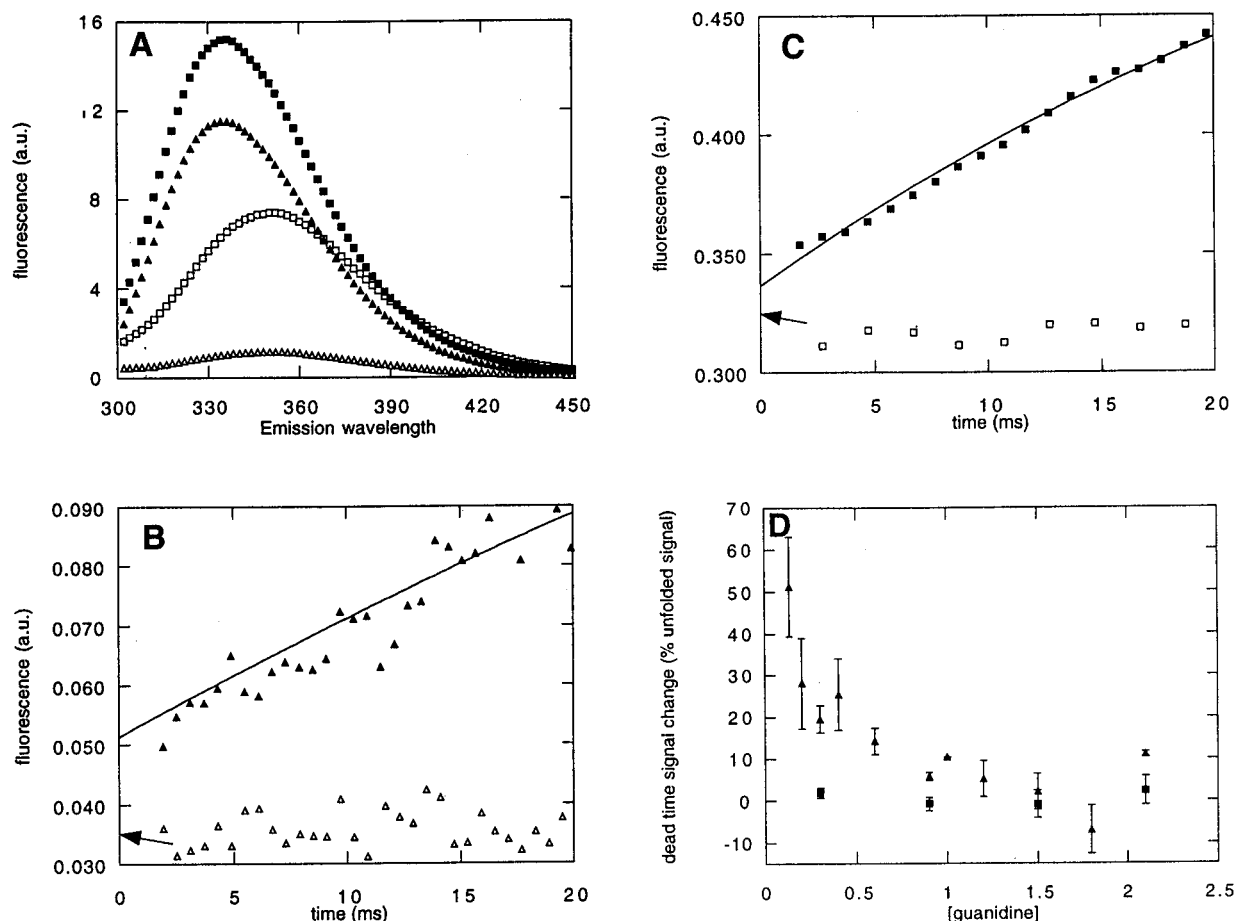 A
16
12
8
4
0
fluorescence (a.u.)
300 330 360 390 420 450
Emission wavelength
C
0.450
0.400
0.350
0.300
fluorescence (a.u.)
0 5 10 15 20
time (ms)
B
0.090
0.080
0.070
0.060
0.050
0.040
0.030
fluorescence (a.u.)
0 5 10 15 20
time (ms)
D
70
60
50
40
30
20
10
0
-10
dead time signal change (% unfolded signal)
0 0.5 1 1.5 2 2.5
[guanidine]